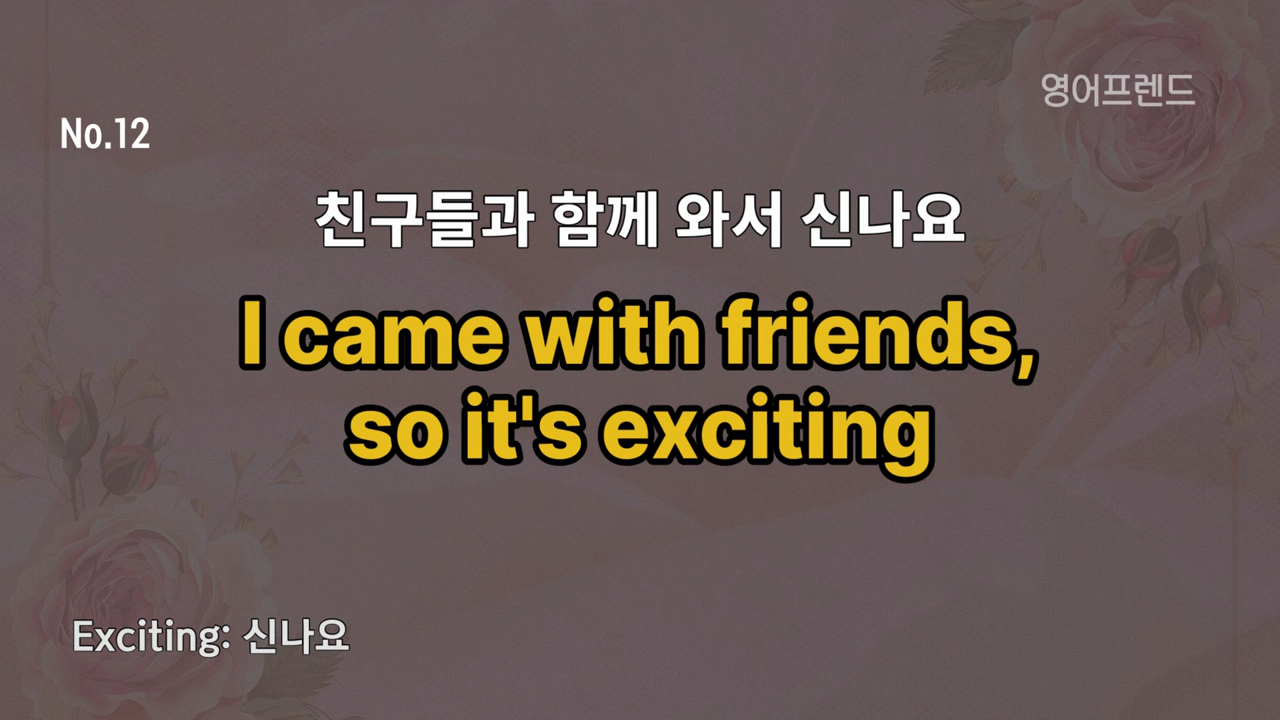 영어프렌드
No.12
친구들과 함께 와서 신나요
I came with friends,
so it's exciting
Exciting: 신나요